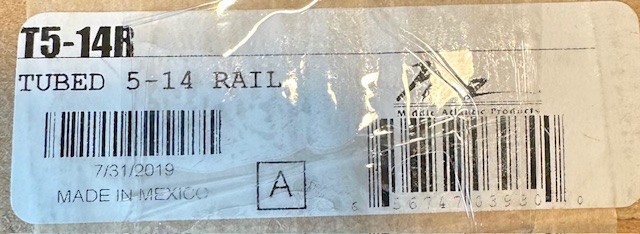 T5-14R
TUBED 5-14 RAIL
Middle Atlantic Products
7/31/2019
MADE IN MEXICO
A